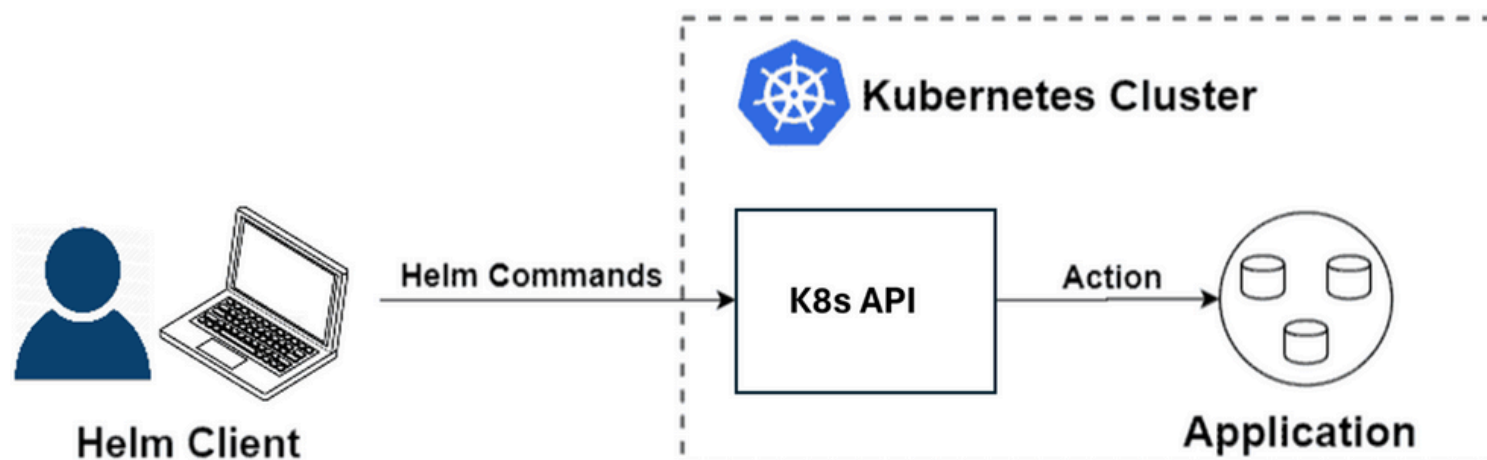 Kubernetes Cluster
Helm Commands
K8s API
Action
Helm Client
Application